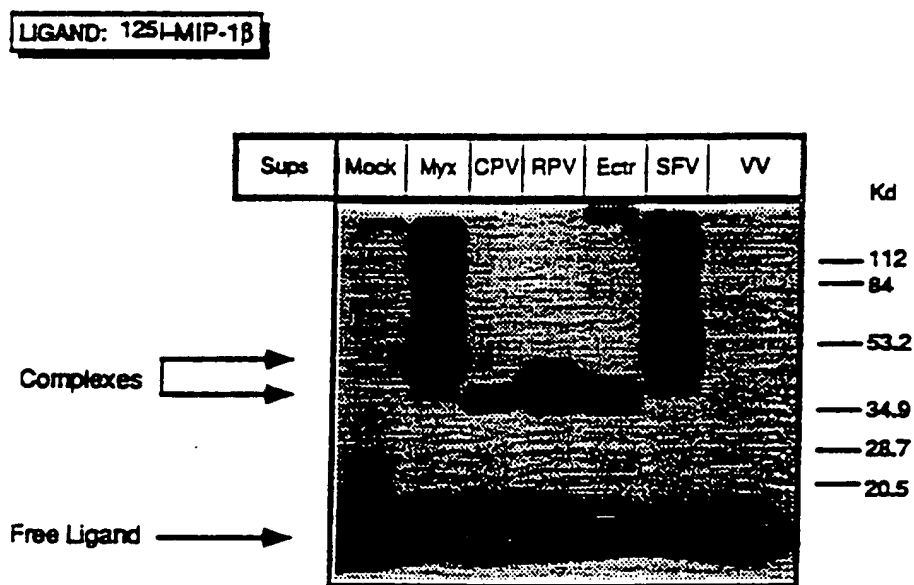 LIGAND: 125I-MIP-1β
Sups Mock Myx CPV RPV Ectr SFV VV
Kd
112
84
53.2
Complexes
34.9
28.7
20.5
Free Ligand